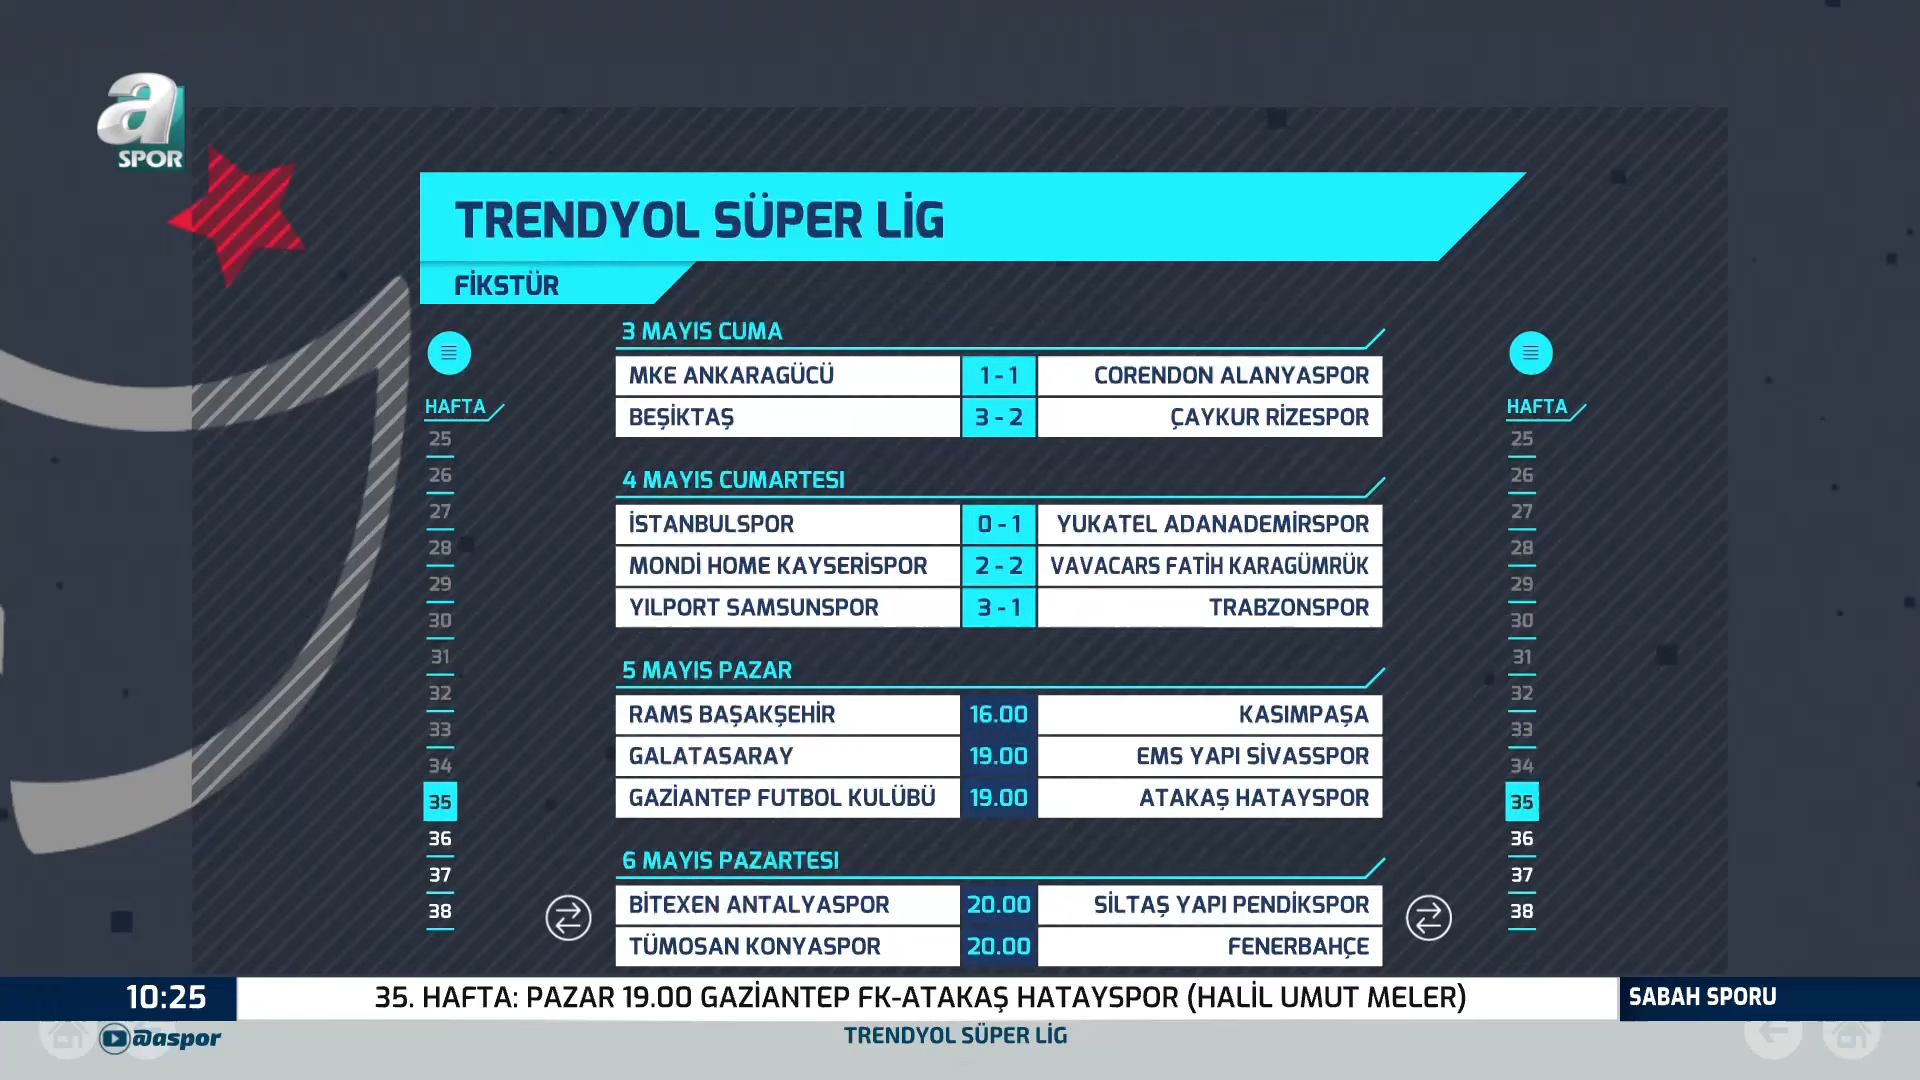 a
SPOR
TRENDYOL SÜPER LİG
FİKSTÜR
HAFTA
25
26
27
28
29
30
31
32
33
34
35
36
37
38
3 MAYIS CUMA
MKE ANKARAGÜCÜ 1 - 1 CORENDON ALANYASPOR
BEŞİKTAŞ 3 - 2 ÇAYKUR RİZESPOR
4 MAYIS CUMARTESI
İSTANBULSPOR 0 - 1 YUKATEL ADANADEMİRSPOR
MONDİ HOME KAYSERİSPOR 2 - 2 VAVACARS FATİH KARAGÜMRÜK
YILPORT SAMSUNSPOR 3 - 1 TRABZONSPOR
5 MAYIS PAZAR
RAMS BAŞAKŞEHİR 16.00 KASIMPAŞA
GALATASARAY 19.00 EMS YAPI SİVASSPOR
GAZİANTEP FUTBOL KULÜBÜ 19.00 ATAKAŞ HATAYSPOR
6 MAYIS PAZARTESI
BİTEXEN ANTALYASPOR 20.00 SİLTAŞ YAPI PENDİKSPOR
TÜMOSAN KONYASPOR 20.00 FENERBAHÇE
HAFTA
25
26
27
28
29
30
31
32
33
34
35
36
37
38
10:25 35. HAFTA: PAZAR 19.00 GAZİANTEP FK-ATAKAŞ HATAYSPOR (HALİL UMUT MELER) SABAH SPORU
@aspor TRENDYOL SÜPER LİG